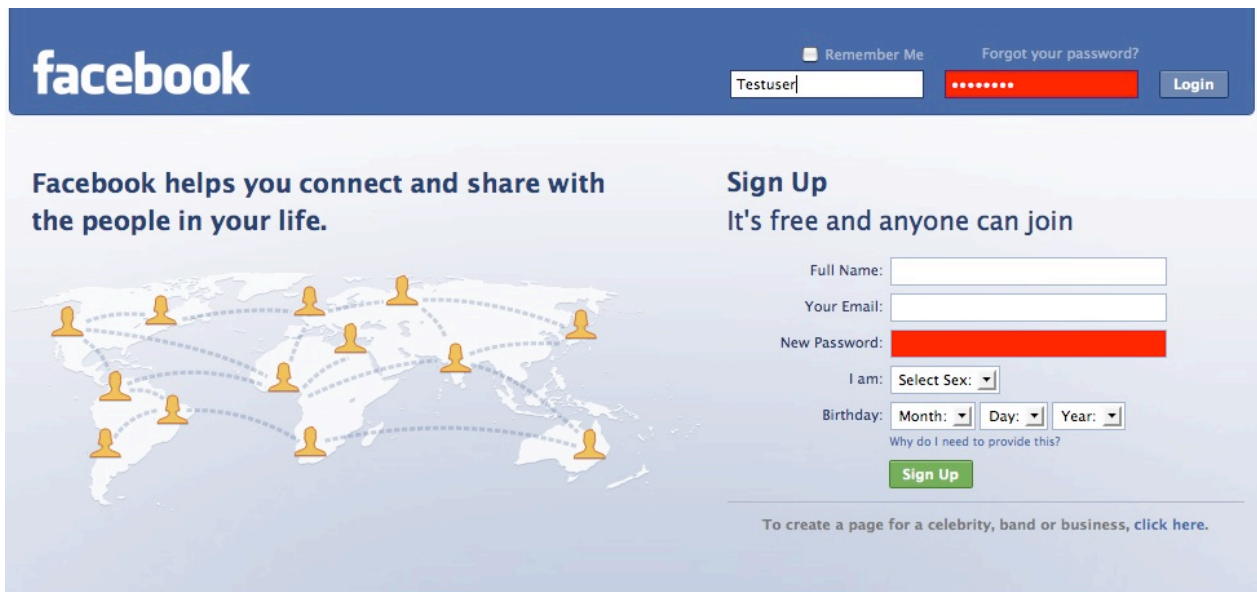 facebook
Remember Me
Forgot your password?
Testuser
••••••••
Login
Facebook helps you connect and share with
the people in your life.
Sign Up
It's free and anyone can join
Full Name:
Your Email:
New Password:
I am: Select Sex:
Birthday: Month: Day: Year:
Why do I need to provide this?
Sign Up
To create a page for a celebrity, band or business, click here.